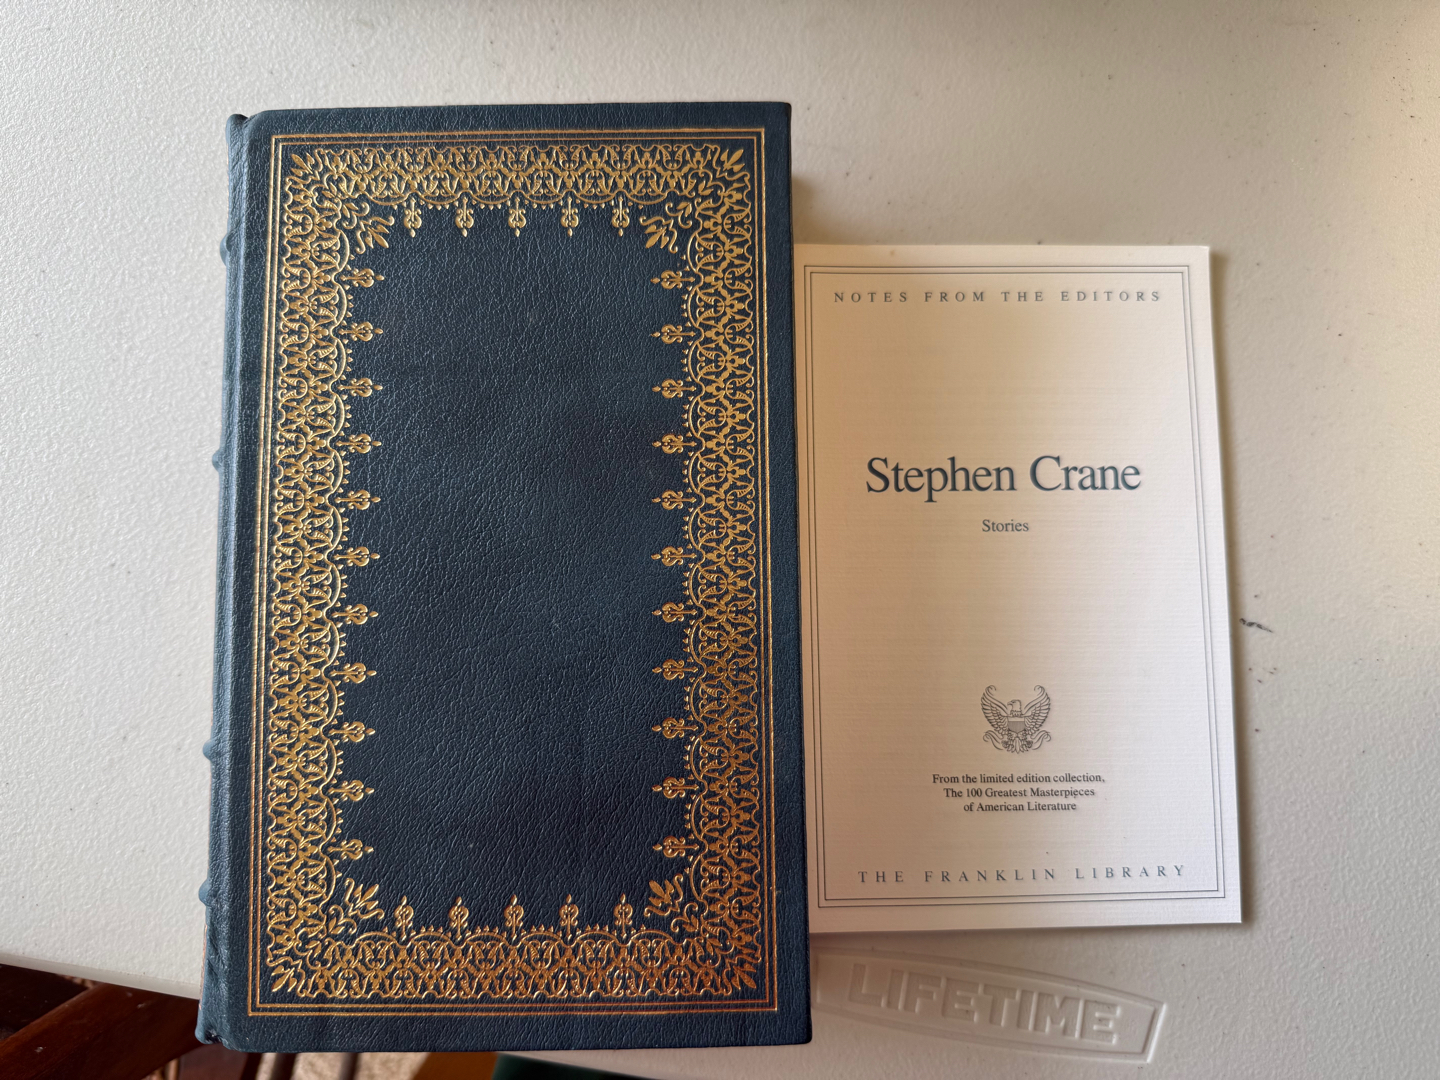 NOTES FROM THE EDITORS
Stephen Crane
Stories
From the limited edition collection,
The 100 Greatest Masterpieces
of American Literature
THE FRANKLIN LIBRARY
LIFETIME